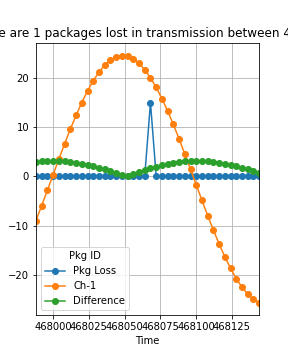 e are 1 packages lost in transmission between 4
20
10
0
−10
−20
Pkg ID
Pkg Loss
Ch-1
Difference
468000 468025 468050 468075 468100 468125
Time